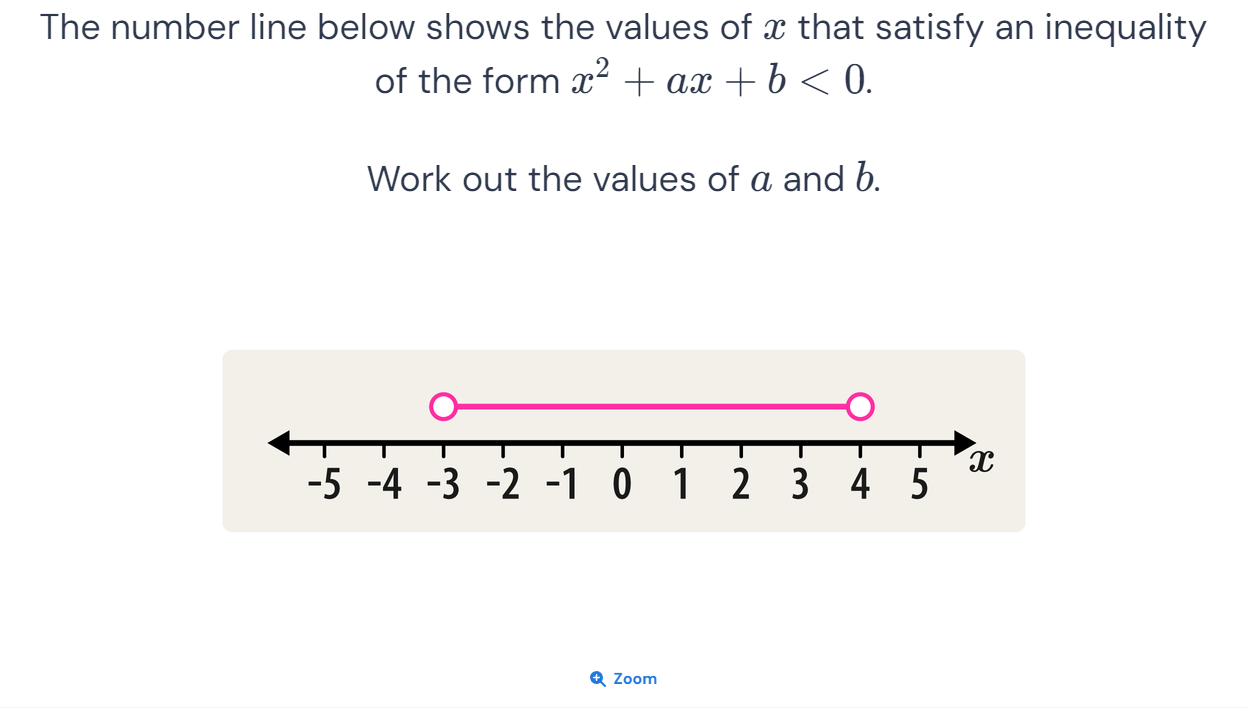 The number line below shows the values of x that satisfy an inequality
of the form x² + ax + b < 0.
Work out the values of a and b.
-5 -4 -3 -2 -1 0 1 2 3 4 5 x
Zoom